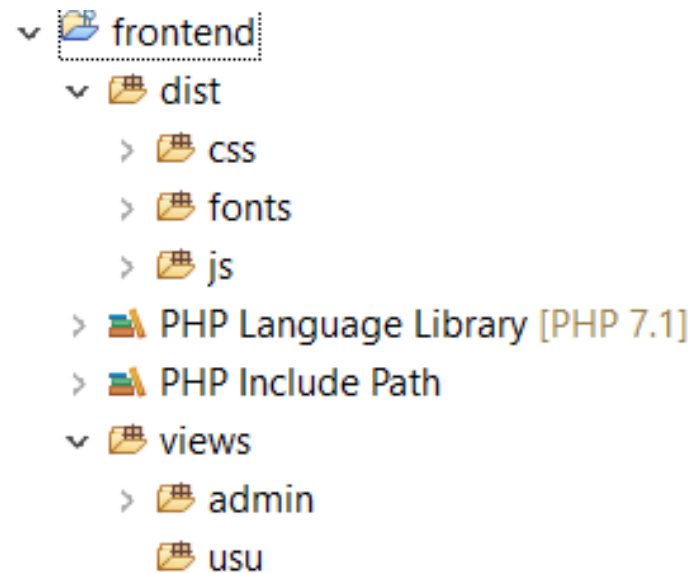 frontend
dist
css
fonts
js
PHP Language Library [PHP 7.1]
PHP Include Path
views
admin
usu